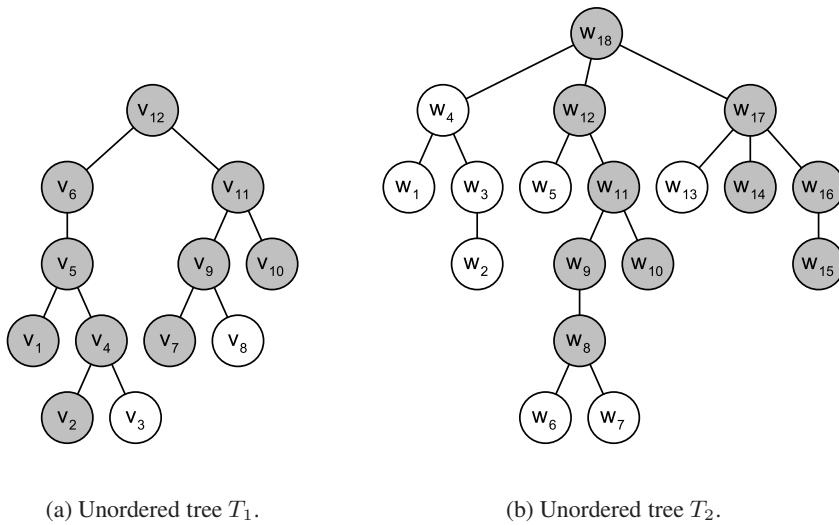 w₁₈
v₁₂ w₄ w₁₂ w₁₇
v₆ v₁₁ w₁ w₃ w₅ w₁₁ w₁₃ w₁₄ w₁₆
v₅ v₉ v₁₀ w₂ w₉ w₁₀ w₁₅
v₁ v₄ v₇ v₈ w₈
v₂ v₃ w₆ w₇
(a) Unordered tree T₁. (b) Unordered tree T₂.